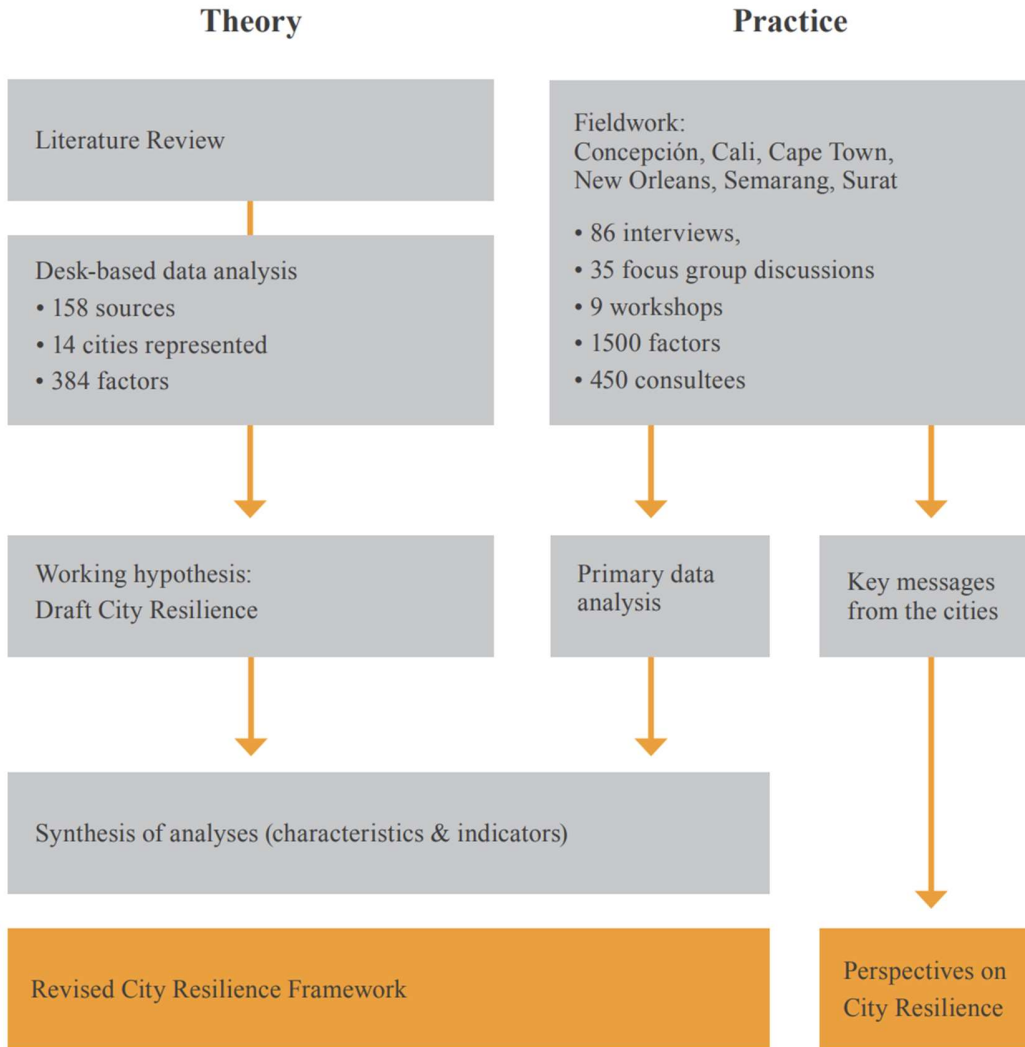 Theory
Practice
Literature Review
Desk-based data analysis
• 158 sources
• 14 cities represented
• 384 factors
Fieldwork:
Concepción, Cali, Cape Town,
New Orleans, Semarang, Surat
• 86 interviews,
• 35 focus group discussions
• 9 workshops
• 1500 factors
• 450 consultees
Working hypothesis:
Draft City Resilience
Primary data
analysis
Key messages
from the cities
Synthesis of analyses (characteristics & indicators)
Revised City Resilience Framework
Perspectives on
City Resilience